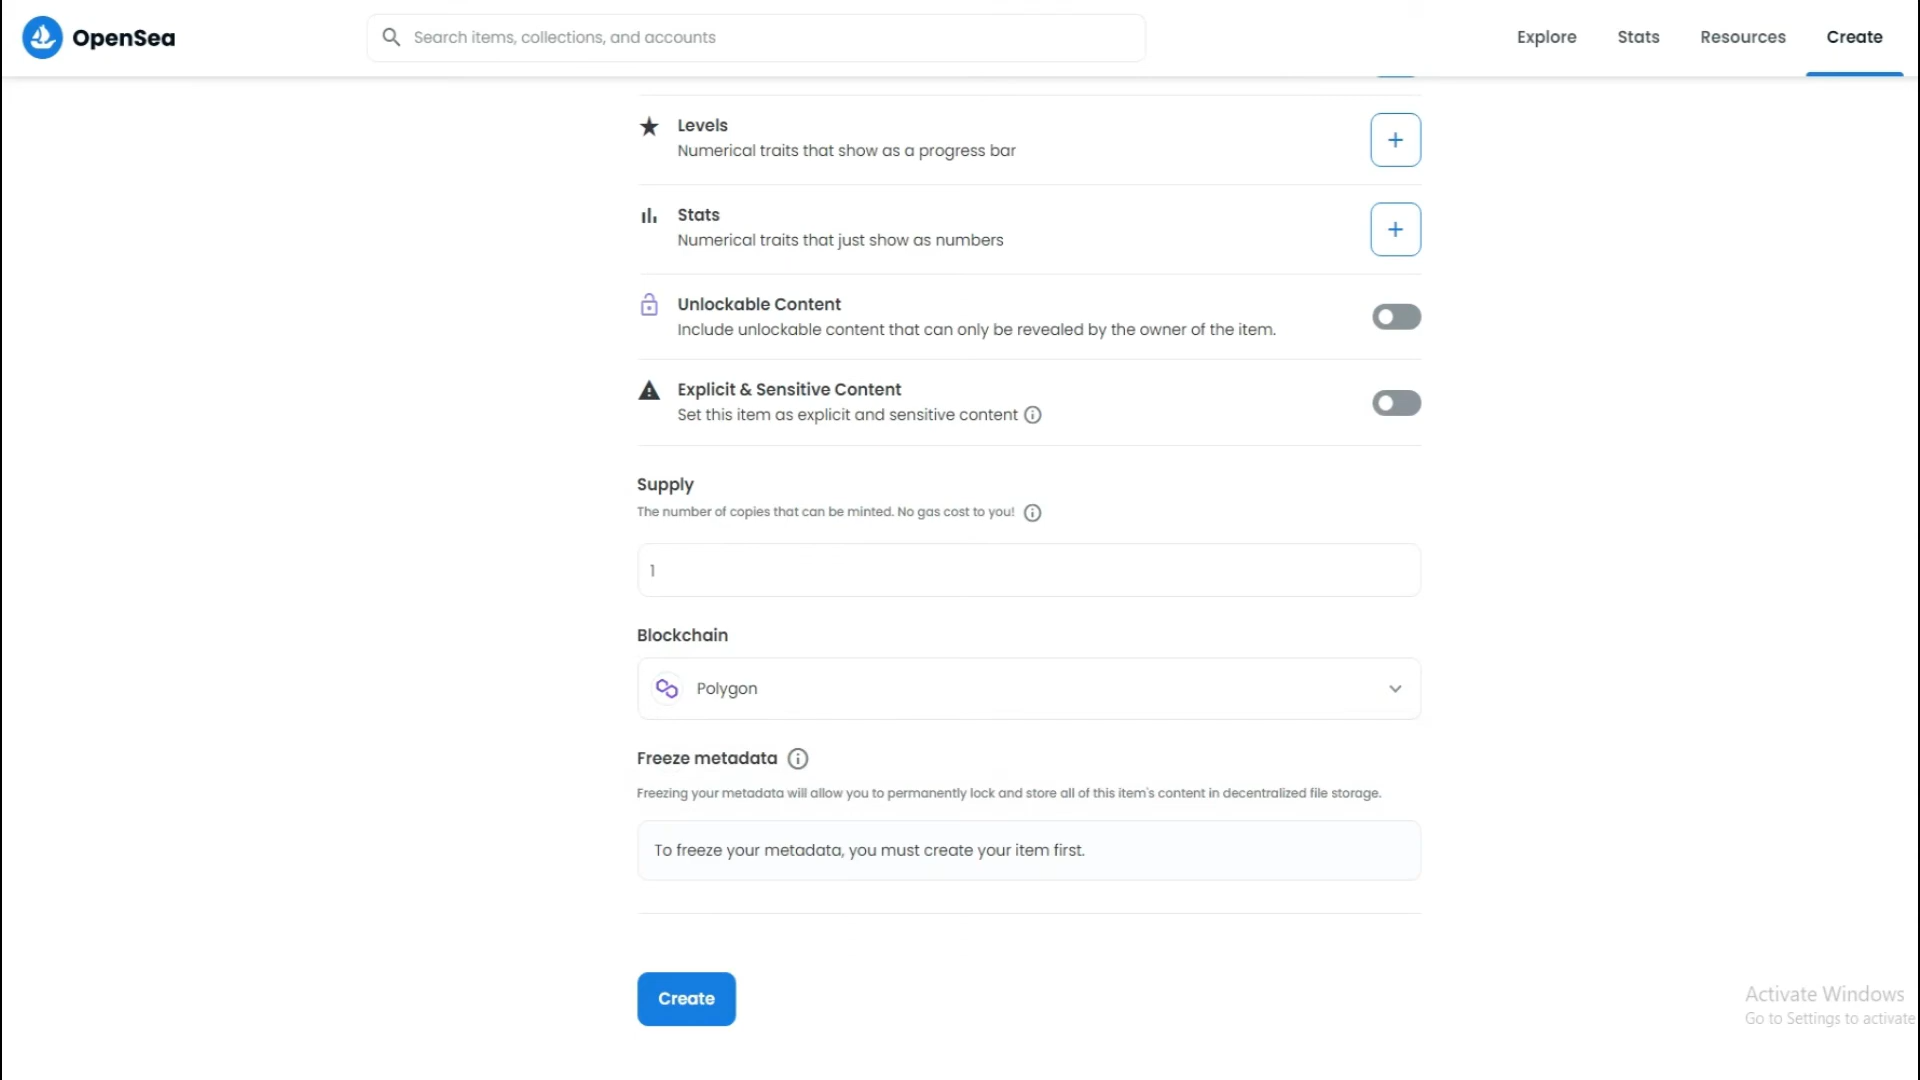 OpenSea
Search items, collections, and accounts
Explore
Stats
Resources
Create
Levels
Numerical traits that show as a progress bar
Stats
Numerical traits that just show as numbers
Unlockable Content
Include unlockable content that can only be revealed by the owner of the item.
Explicit & Sensitive Content
Set this item as explicit and sensitive content
Supply
The number of copies that can be minted. No gas cost to you!
1
Blockchain
Polygon
Freeze metadata
Freezing your metadata will allow you to permanently lock and store all of this item's content in decentralized file storage.
To freeze your metadata, you must create your item first.
Create
Activate Windows
Go to Settings to activate